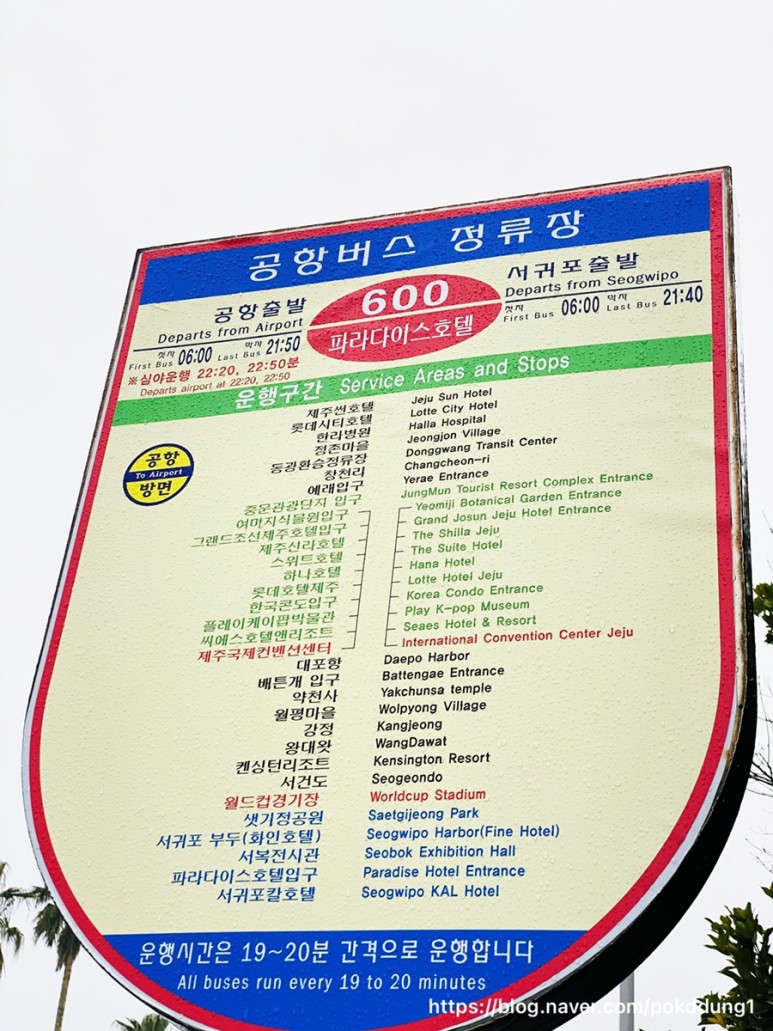 공항버스 정류장
공항출발
Departs from Airport
첫차 First Bus 06:00 막차 Last Bus 21:50
※심야운행 22:20, 22:50분
Departs airport at 22:20, 22:50
600
파라다이스호텔
서귀포출발
Departs from Seogwipo
첫차 First Bus 06:00 막차 Last Bus 21:40
운행구간 Service Areas and Stops
공항
To Airport
방면
제주썬호텔 Jeju Sun Hotel
롯데시티호텔 Lotte City Hotel
한라병원 Halla Hospital
정존마을 Jeongjon Village
동광환승정류장 Donggwang Transit Center
창천리 Changcheon-ri
예래입구 Yerae Entrance
중문관광단지 입구 JungMun Tourist Resort Complex Entrance
여미지식물원입구 Yeomiji Botanical Garden Entrance
그랜드조선제주호텔입구 Grand Josun Jeju Hotel Entrance
제주신라호텔 The Shilla Jeju
스위트호텔 The Suite Hotel
하나호텔 Hana Hotel
롯데호텔제주 Lotte Hotel Jeju
한국콘도입구 Korea Condo Entrance
플레이케이팝박물관 Play K-pop Museum
씨에스호텔앤리조트 Seaes Hotel & Resort
제주국제컨벤션센터 International Convention Center Jeju
대포항 Daepo Harbor
배튼개 입구 Battengae Entrance
약천사 Yakchunsa temple
월평마을 Wolpyong Village
강정 Kangjeong
왕대왓 WangDawat
켄싱턴리조트 Kensington Resort
서건도 Seogeondo
월드컵경기장 Worldcup Stadium
샛기정공원 Saetgijeong Park
서귀포 부두(화인호텔) Seogwipo Harbor(Fine Hotel)
서복전시관 Seobok Exhibition Hall
파라다이스호텔입구 Paradise Hotel Entrance
서귀포칼호텔 Seogwipo KAL Hotel
운행시간은 19~20분 간격으로 운행합니다
All buses run every 19 to 20 minutes
https://blog.naver.com/pokddung1